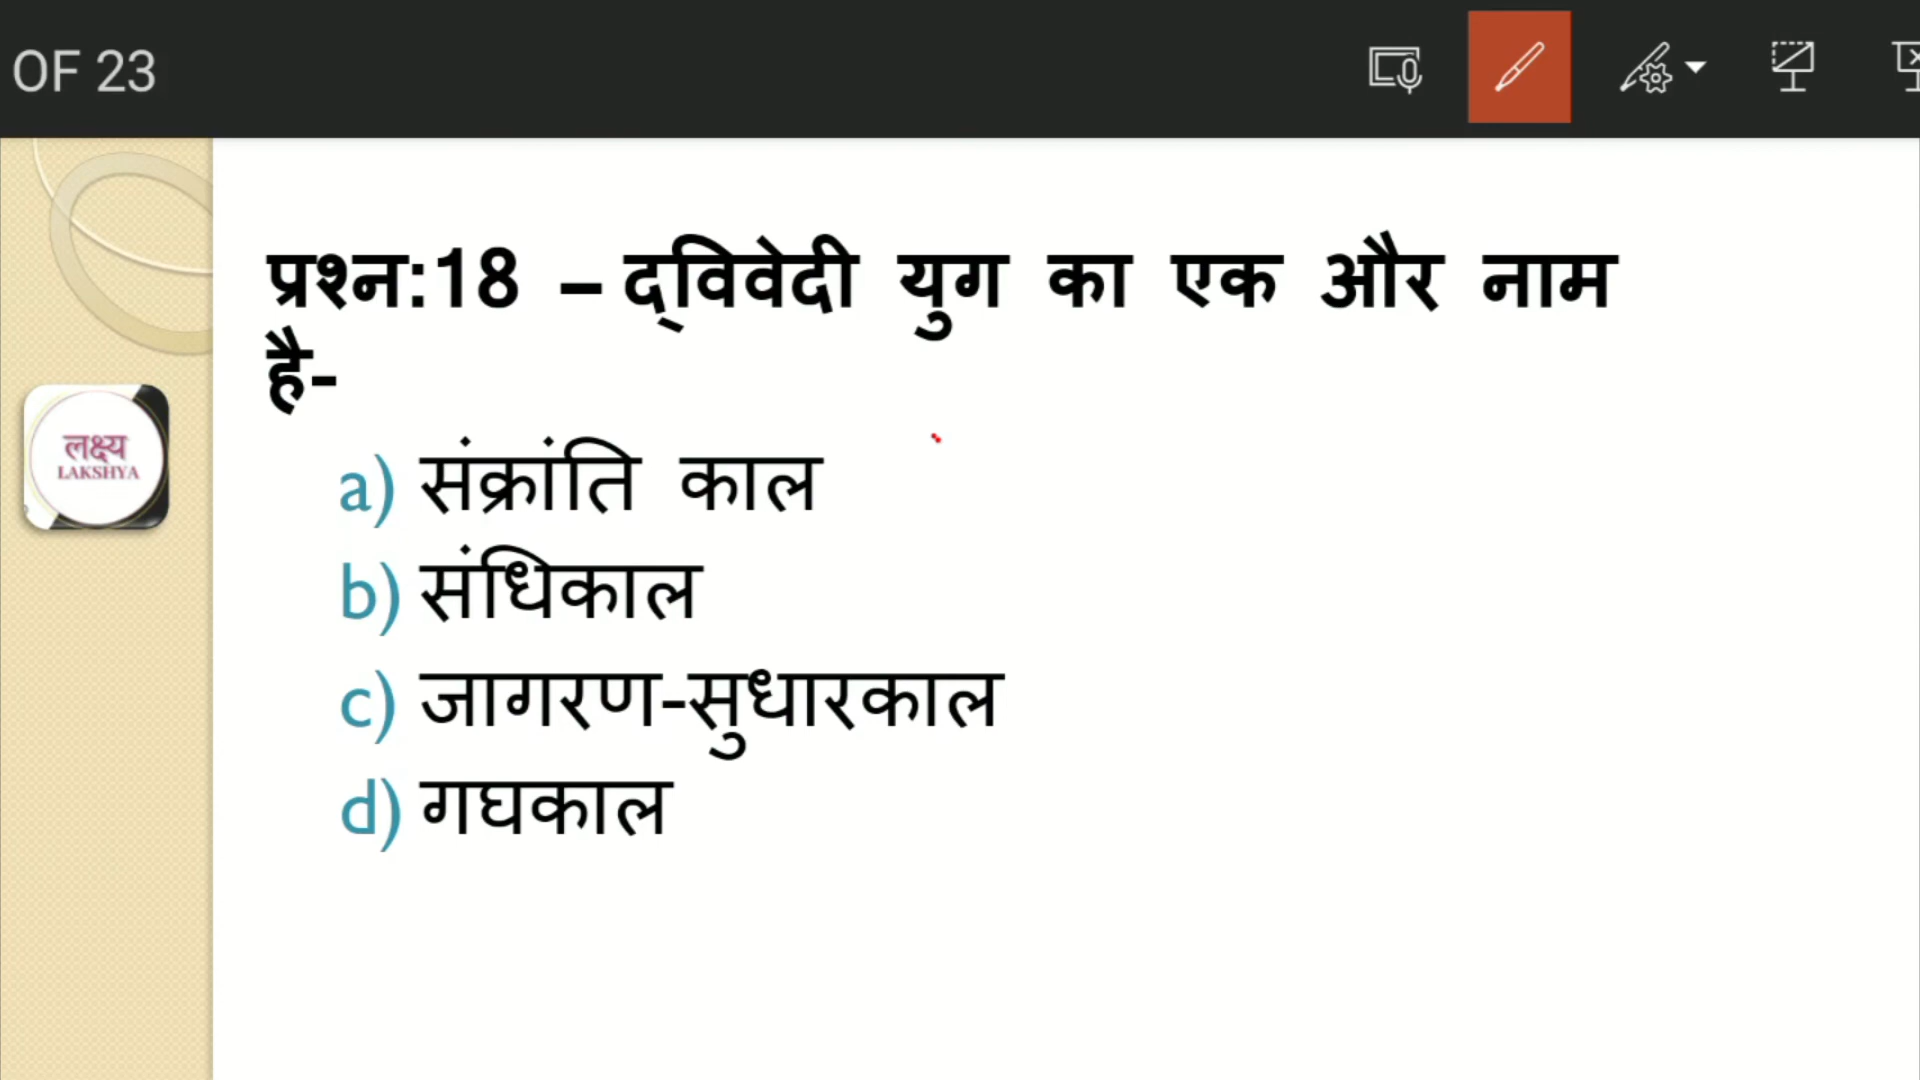 OF 23
प्रश्न:18 – द्विवेदी युग का एक और नाम
है-
लक्ष्य
LAKSHYA
a) संक्रांति काल
b) संधिकाल
c) जागरण-सुधारकाल
d) गघकाल